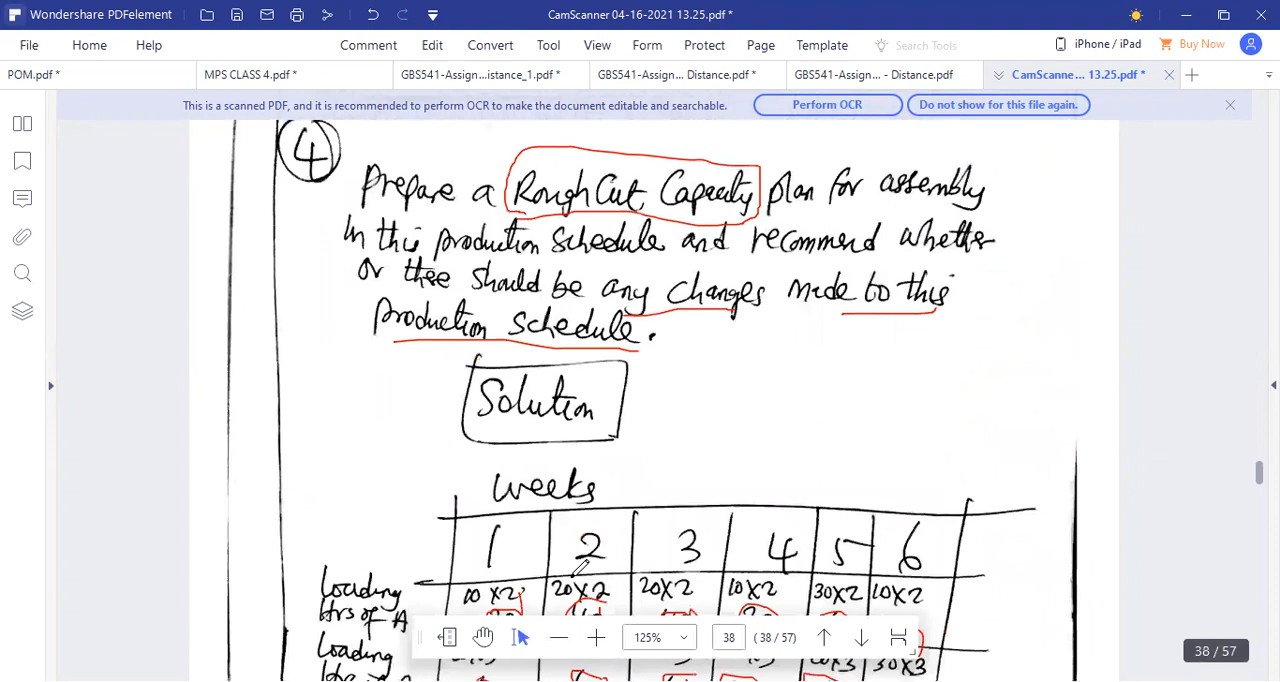 Wondershare PDFelement
CamScanner 04-16-2021 13.25.pdf *
File Home Help Comment Edit Convert Tool View Form Protect Page Template Search Tools iPhone / iPad Buy Now
POM.pdf * MPS CLASS 4.pdf * GBS541-Assign...istance_1.pdf * GBS541-Assign... Distance.pdf * GBS541-Assign... - Distance.pdf CamScanne... 13.25.pdf *
This is a scanned PDF, and it is recommended to perform OCR to make the document editable and searchable. Perform OCR Do not show for this file again.
4
Prepare a Rough Cut Capacity plan for assembly
in this production schedule and recommend whether
or thse should be any changes made to this
production schedule.
Solution
weeks
1 2 3 4 5 6
Loading 10x2 20x2 20x2 10x2 30x2 10x2
Hrs of A
Loading 30x3
125% 38 (38 / 57)
38 / 57